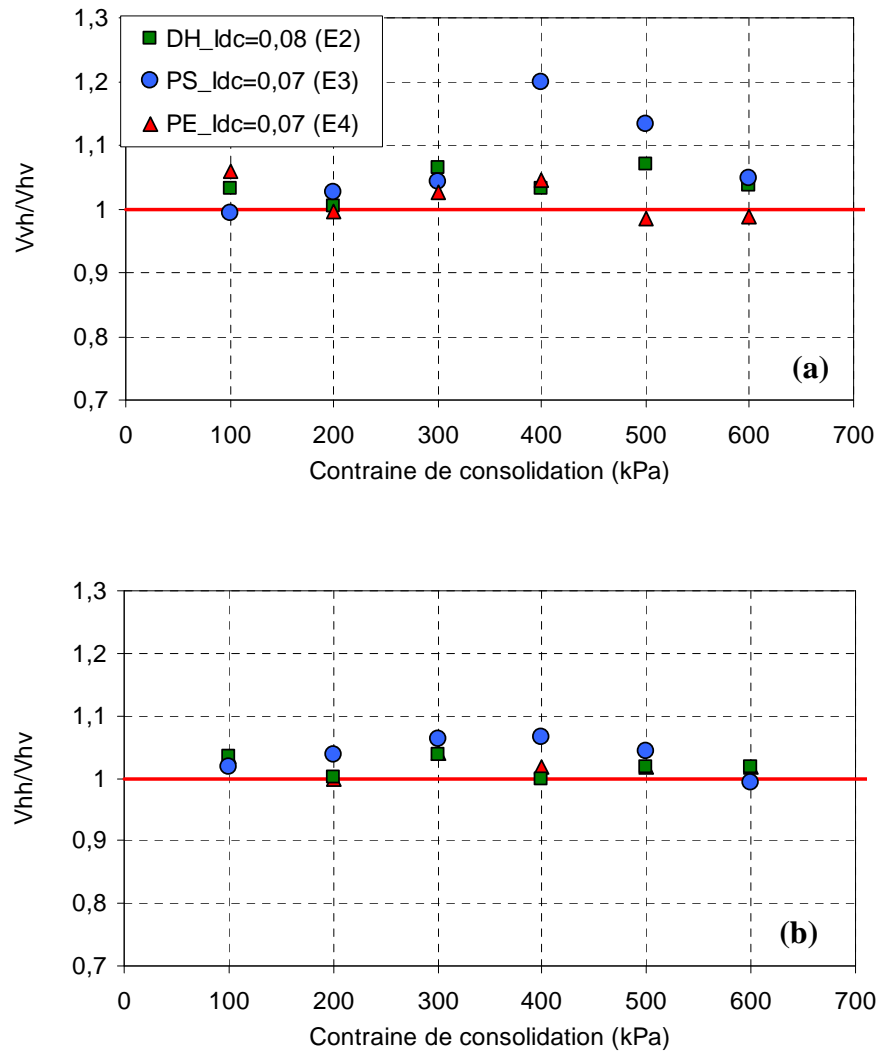 1,3
DH_Idc=0,08 (E2)
1,2
PS_Idc=0,07 (E3)
PE_Idc=0,07 (E4)
1,1
Vvh/Vhv
1
0,9
0,8
(a)
0,7
0 100 200 300 400 500 600 700
Contraine de consolidation (kPa)
1,3
1,2
1,1
Vhh/Vhv
1
0,9
0,8
(b)
0,7
0 100 200 300 400 500 600 700
Contraine de consolidation (kPa)